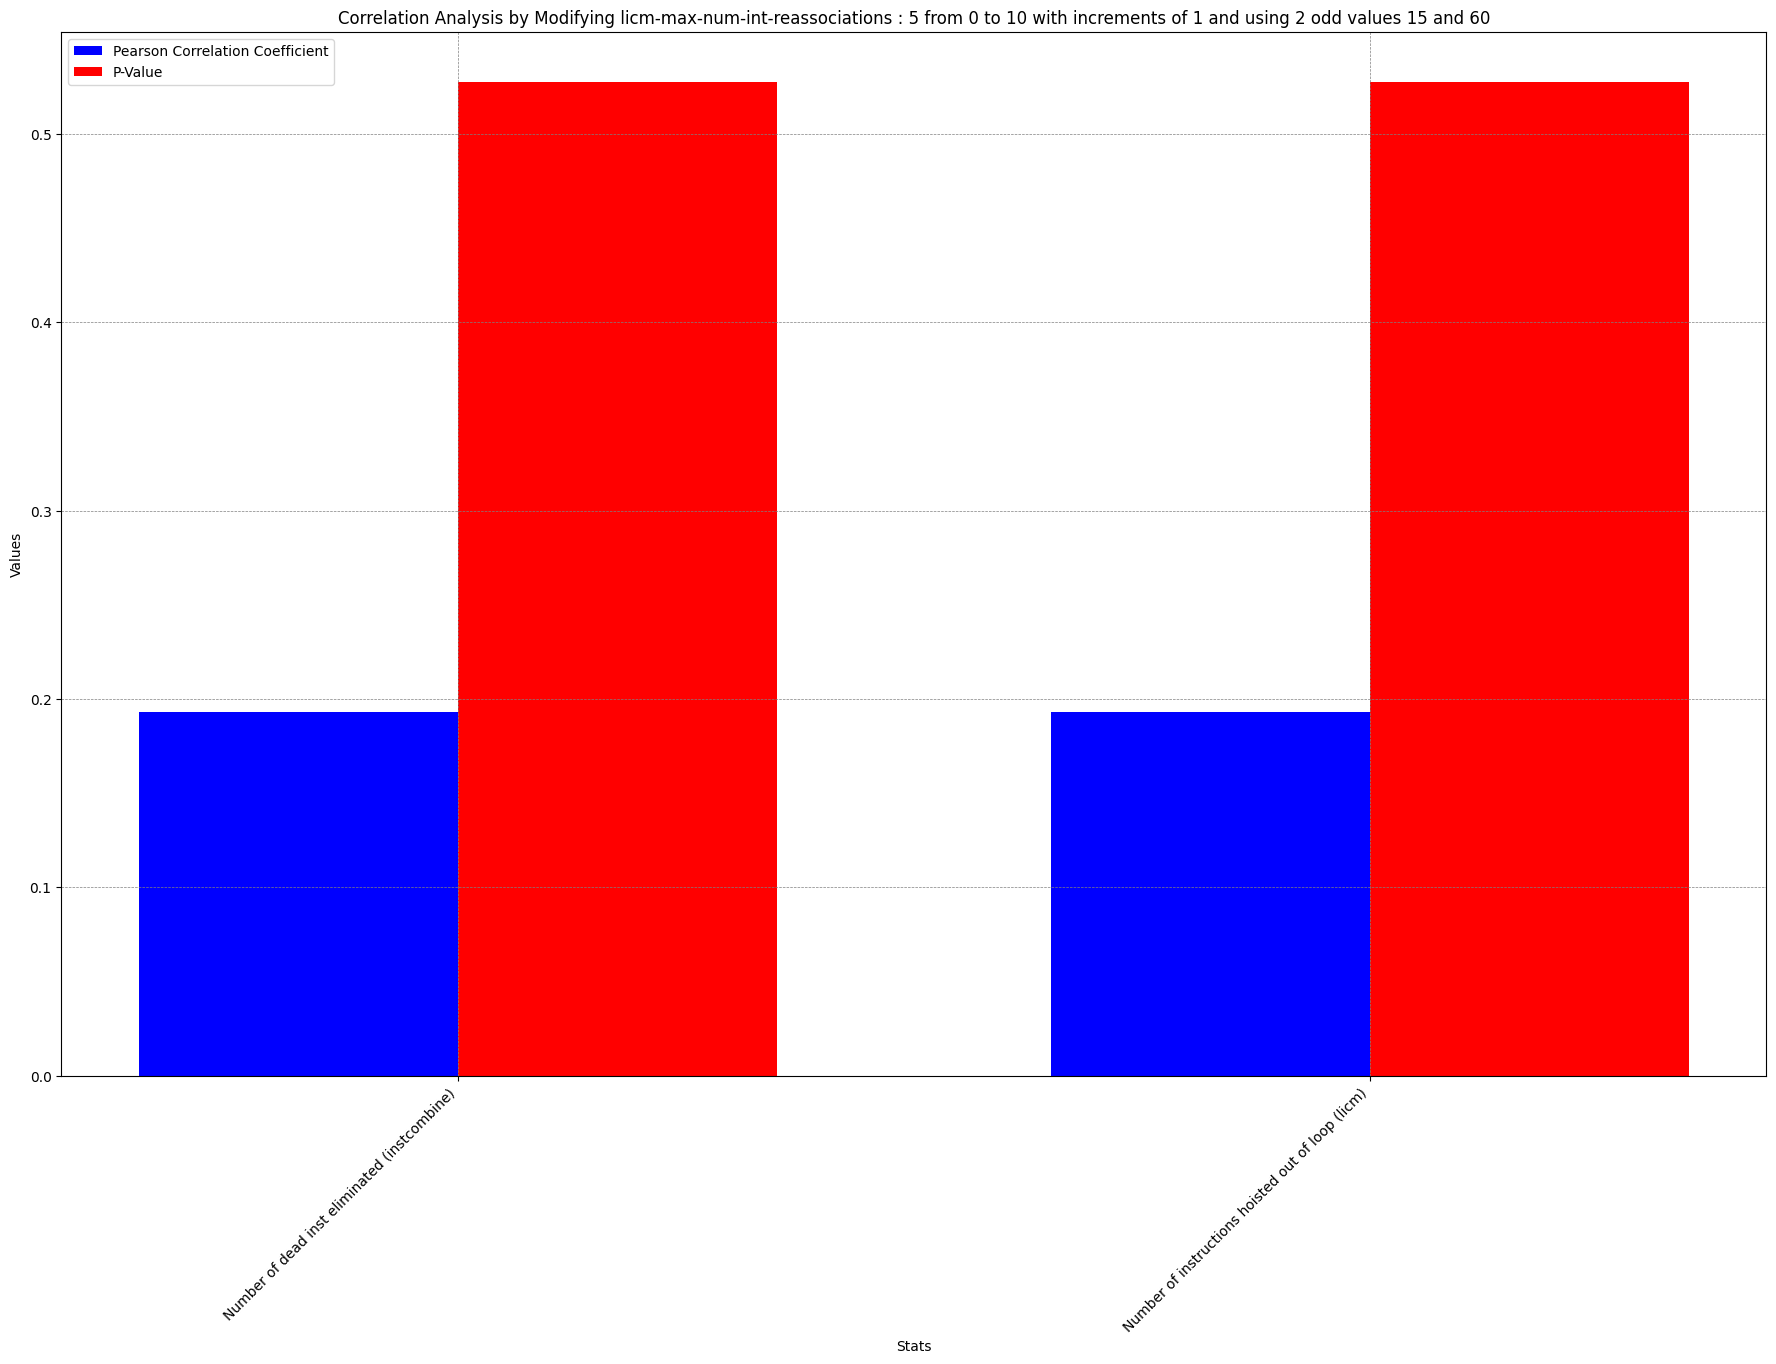 Correlation Analysis by Modifying licm-max-num-int-reassociations : 5 from 0 to 10 with increments of 1 and using 2 odd values 15 and 60
Pearson Correlation Coefficient
P-Value
0.5
0.4
0.3
0.2
0.1
0.0
Values
Number of dead inst eliminated (instcombine)
Number of instructions hoisted out of loop (licm)
Stats